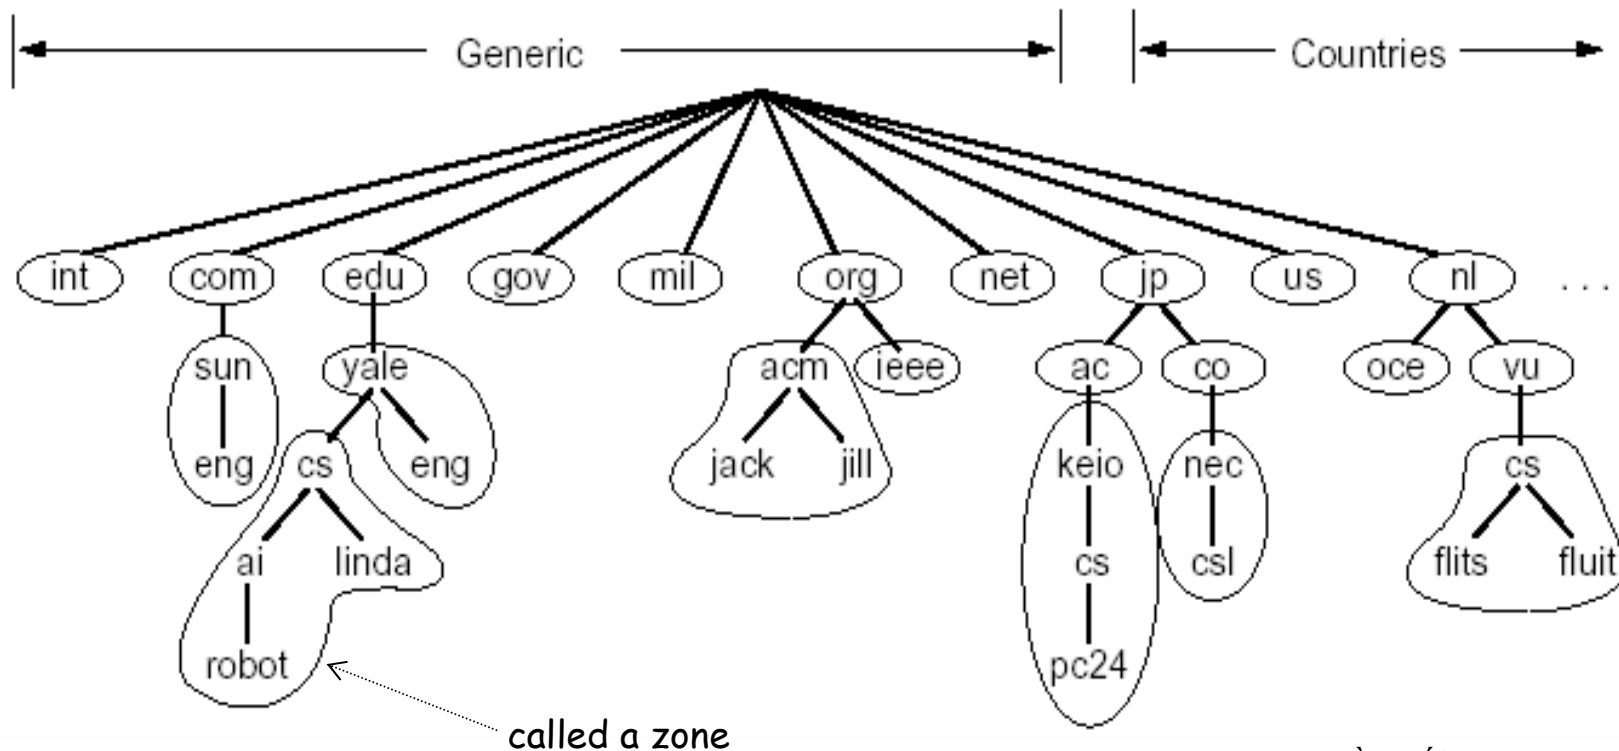 Generic Countries
int com edu gov mil org net jp us nl ...
sun yale acm ieee ac co oce vu
eng cs eng jack jill keio nec cs
ai linda cs csl flits fluit
robot pc24
called a zone